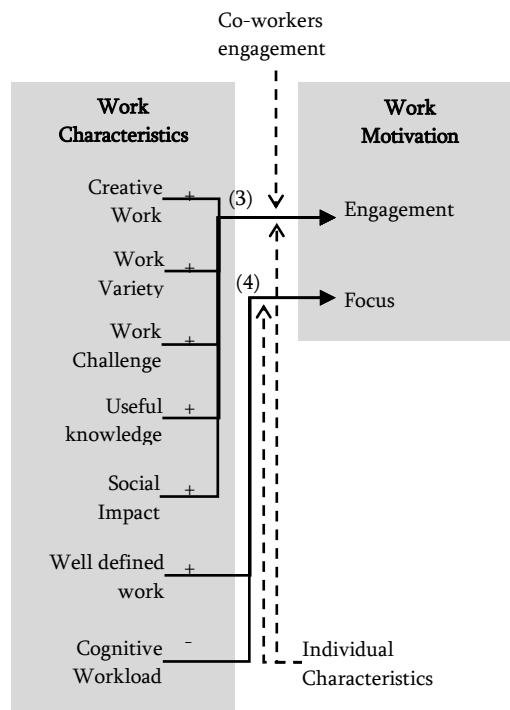 Co-workers
engagement
Work
Characteristics
Work
Motivation
Creative
Work
+
(3)
Engagement
Work
Variety
+
(4)
Focus
Work
Challenge
+
Useful
knowledge
+
Social
Impact
+
Well defined
work
+
Cognitive
Workload
-
Individual
Characteristics